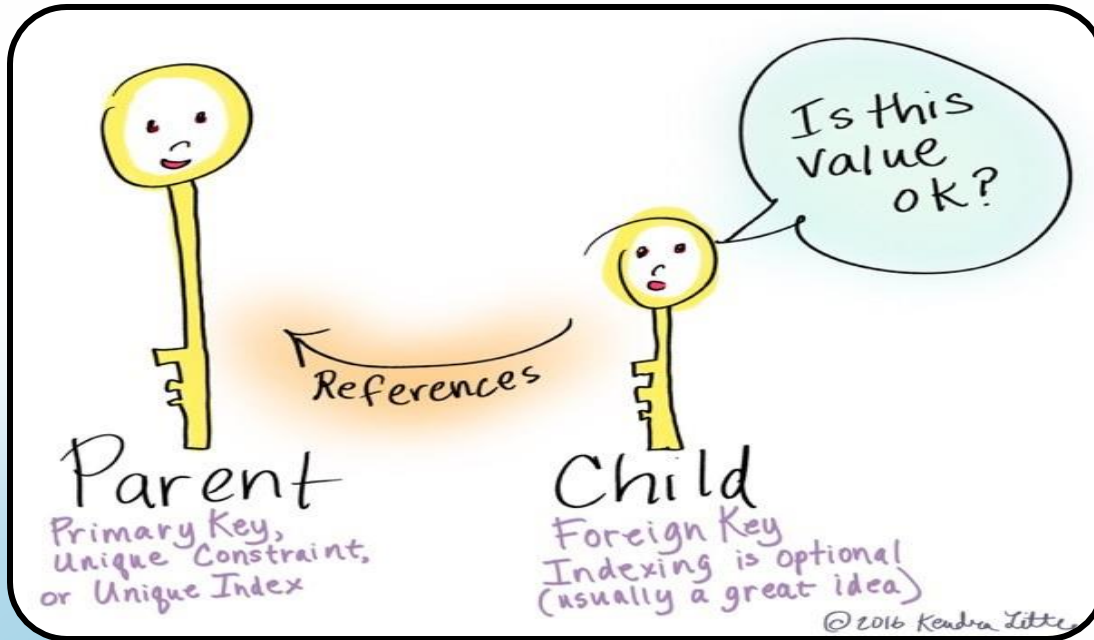 Is this
value
ok?
References
Parent
Primary Key,
Unique Constraint,
or Unique Index
Child
Foreign Key
Indexing is optional
(usually a great idea)
©2016 Kendra